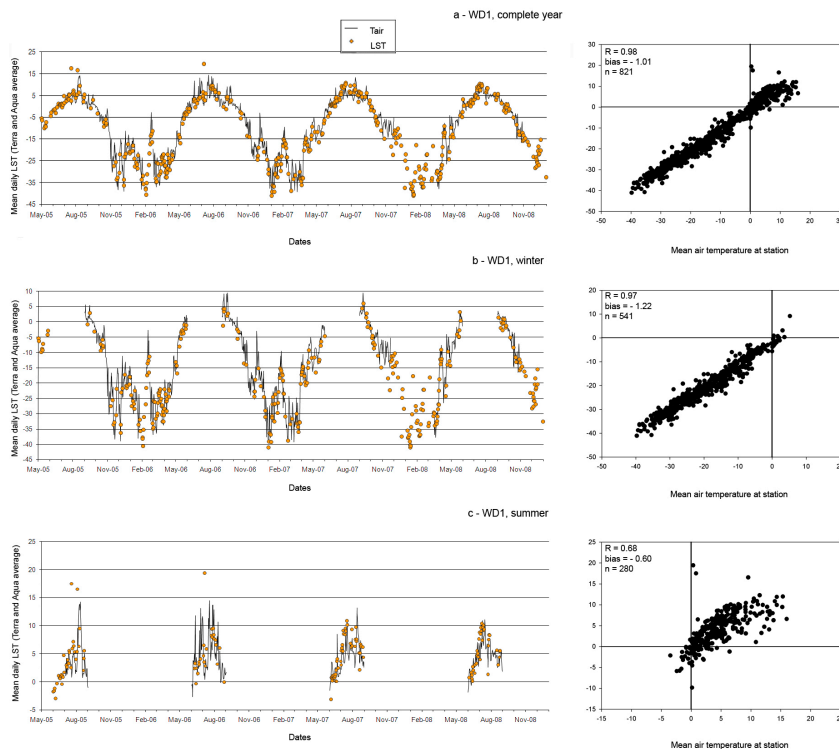 a - WD1, complete year
Tair
LST
Mean daily LST (Terra and Aqua average)
25
15
5
-5
-15
-25
-35
-45
May-05 Aug-05 Nov-05 Feb-06 May-06 Aug-06 Nov-06 Feb-07 May-07 Aug-07 Nov-07 Feb-08 May-08 Aug-08 Nov-08
Dates
R = 0.98
bias = - 1.01
n = 821
30
20
10
0
-10
-20
-30
-40
-50
-50 -40 -30 -20 -10 0 10 20 30
Mean air temperature at station
b - WD1, winter
Mean daily LST (Terra and Aqua average)
10
5
0
-5
-10
-15
-20
-25
-30
-35
-40
-45
May-05 Aug-05 Nov-05 Feb-06 May-06 Aug-06 Nov-06 Feb-07 May-07 Aug-07 Nov-07 Feb-08 May-08 Aug-08 Nov-08
Dates
R = 0.97
bias = - 1.22
n = 541
20
10
0
-10
-20
-30
-40
-50
-50 -40 -30 -20 -10 0 10
Mean air temperature at station
c - WD1, summer
Mean daily LST (Terra and Aqua average)
25
20
15
10
5
0
-5
May-05 Aug-05 Nov-05 Feb-06 May-06 Aug-06 Nov-06 Feb-07 May-07 Aug-07 Nov-07 Feb-08 May-08 Aug-08 Nov-08
Dates
R = 0.68
bias = - 0.60
n = 280
25
20
15
10
5
0
-5
-10
-15
-15 -10 -5 0 5 10 15 20
Mean air temperature at station